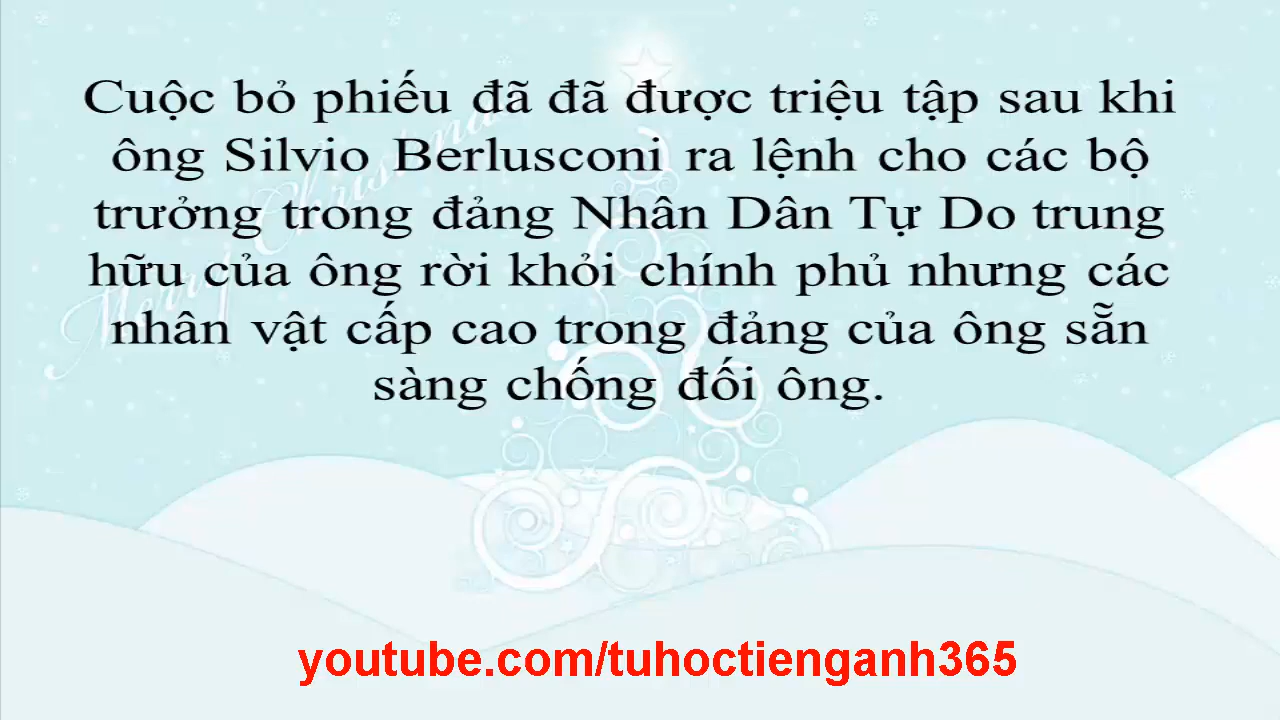 Cuộc bỏ phiếu đã đã được triệu tập sau khi
ông Silvio Berlusconi ra lệnh cho các bộ
trưởng trong đảng Nhân Dân Tự Do trung
hữu của ông rời khỏi chính phủ nhưng các
nhân vật cấp cao trong đảng của ông sẵn
sàng chống đối ông.
Merry Christmas
youtube.com/tuhoctienganh365